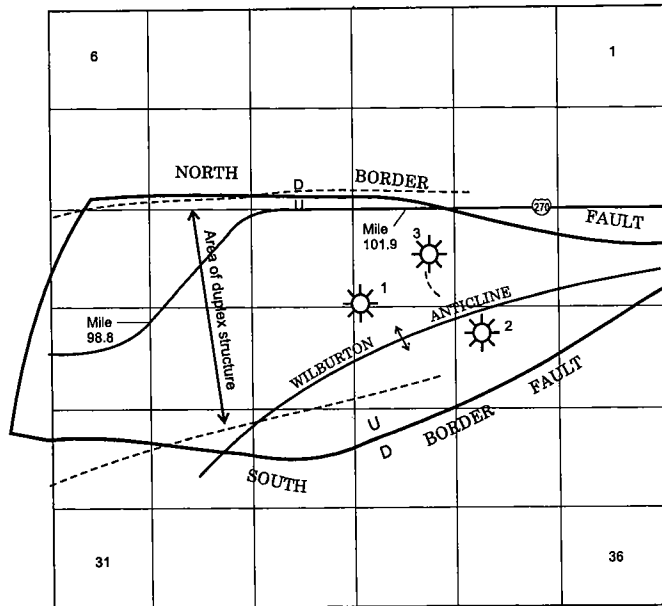 6
1
NORTH
D
BORDER
U
270
FAULT
Mile
101.9
3
Area of duplex structure
1
Mile
98.8
WILBURTON
ANTICLINE
2
U
D
BORDER
FAULT
SOUTH
31
36